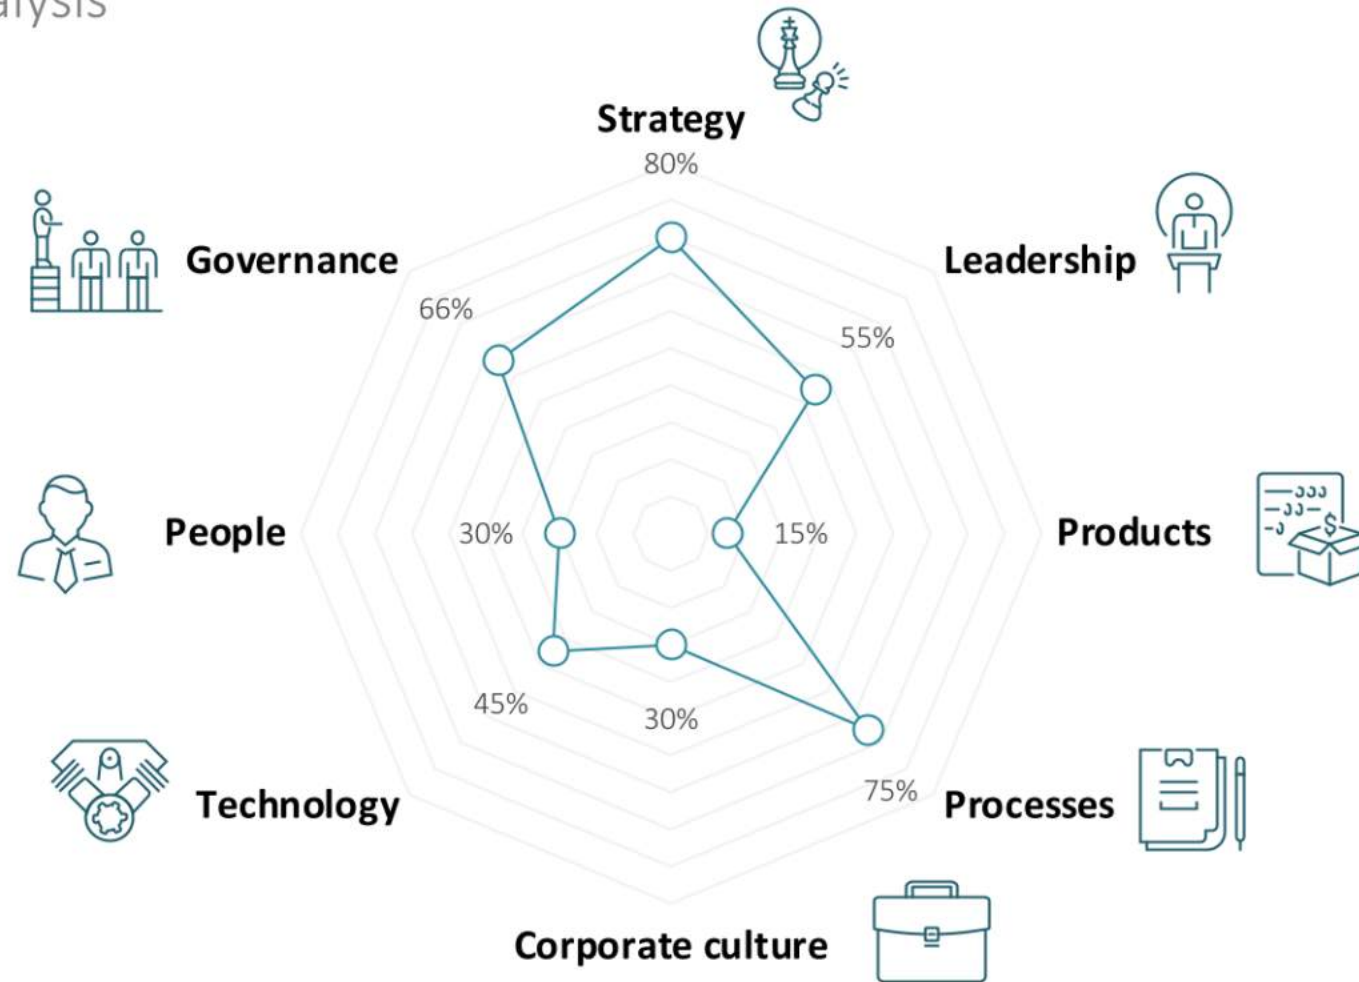 Strategy
80%
Governance
Leadership
66%
55%
People
30%
15%
Products
45%
30%
75%
Technology
Processes
Corporate culture